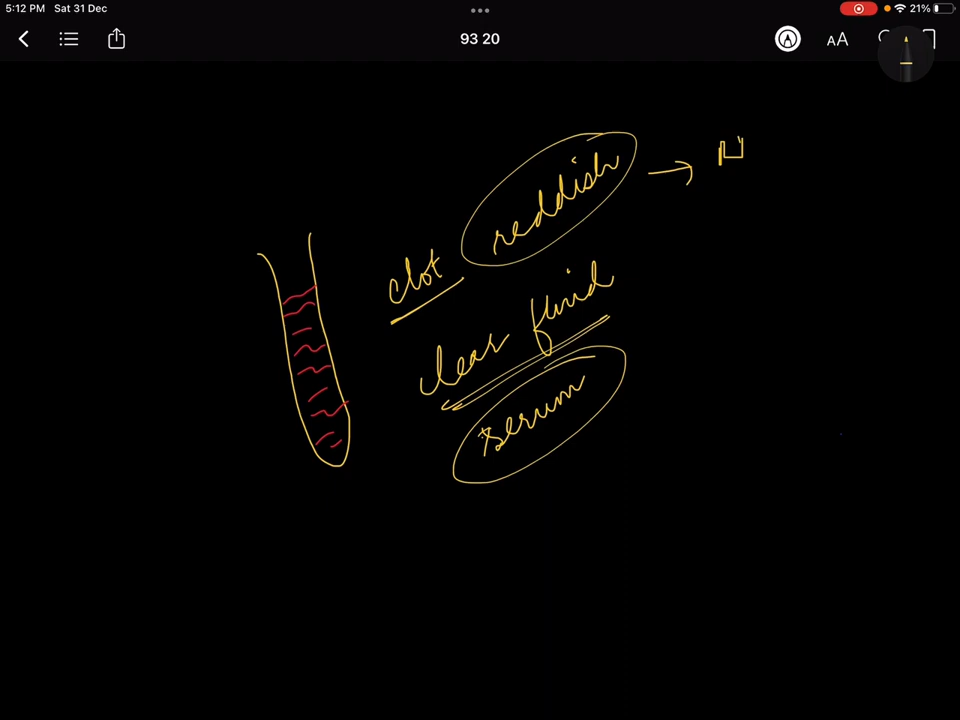 5:12 PM Sat 31 Dec
21%
93 20
AA
reddish →
clot
clear fluid
serum